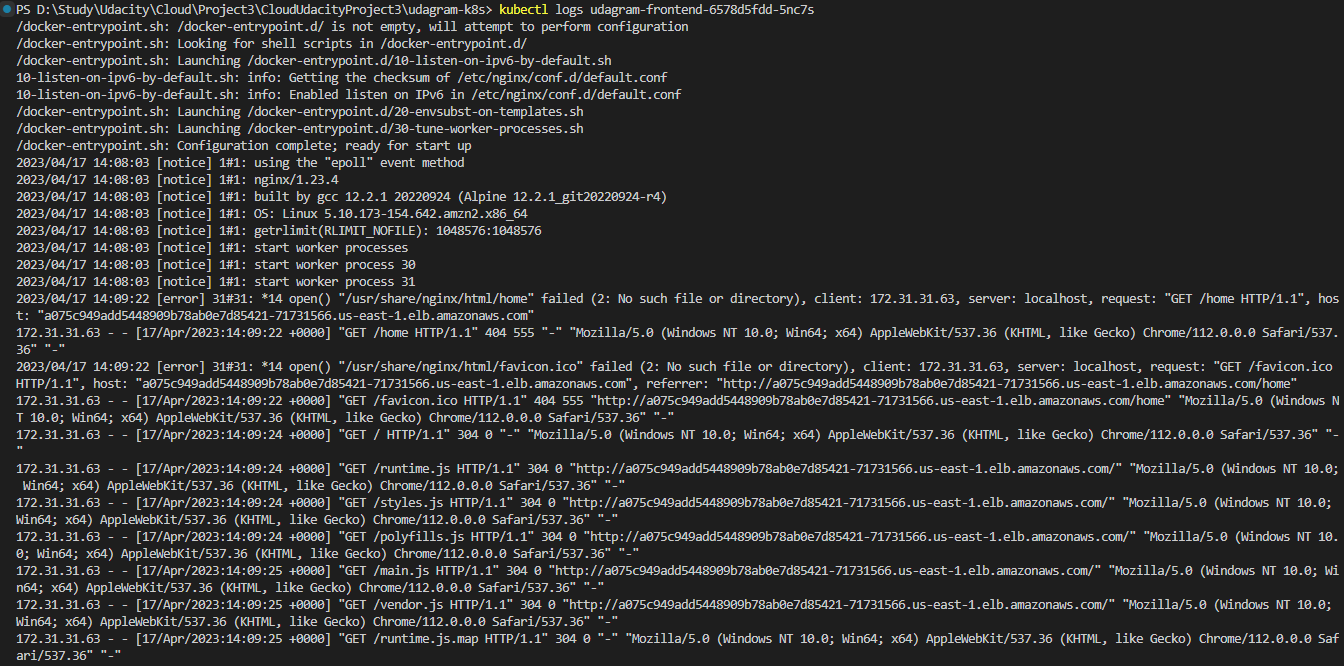 PS D:\Study\Udacity\Cloud\Project3\CloudUdacityProject3\udagram-k8s> kubectl logs udagram-frontend-6578d5fdd-5nc7s
/docker-entrypoint.sh: /docker-entrypoint.d/ is not empty, will attempt to perform configuration
/docker-entrypoint.sh: Looking for shell scripts in /docker-entrypoint.d/
/docker-entrypoint.sh: Launching /docker-entrypoint.d/10-listen-on-ipv6-by-default.sh
10-listen-on-ipv6-by-default.sh: info: Getting the checksum of /etc/nginx/conf.d/default.conf
10-listen-on-ipv6-by-default.sh: info: Enabled listen on IPv6 in /etc/nginx/conf.d/default.conf
/docker-entrypoint.sh: Launching /docker-entrypoint.d/20-envsubst-on-templates.sh
/docker-entrypoint.sh: Launching /docker-entrypoint.d/30-tune-worker-processes.sh
/docker-entrypoint.sh: Configuration complete; ready for start up
2023/04/17 14:08:03 [notice] 1#1: using the "epoll" event method
2023/04/17 14:08:03 [notice] 1#1: nginx/1.23.4
2023/04/17 14:08:03 [notice] 1#1: built by gcc 12.2.1 20220924 (Alpine 12.2.1_git20220924-r4)
2023/04/17 14:08:03 [notice] 1#1: OS: Linux 5.10.173-154.642.amzn2.x86_64
2023/04/17 14:08:03 [notice] 1#1: getrlimit(RLIMIT_NOFILE): 1048576:1048576
2023/04/17 14:08:03 [notice] 1#1: start worker processes
2023/04/17 14:08:03 [notice] 1#1: start worker process 30
2023/04/17 14:08:03 [notice] 1#1: start worker process 31
2023/04/17 14:09:22 [error] 31#31: *14 open() "/usr/share/nginx/html/home" failed (2: No such file or directory), client: 172.31.31.63, server: localhost, request: "GET /home HTTP/1.1", hos
t: "a075c949add5448909b78ab0e7d85421-71731566.us-east-1.elb.amazonaws.com"
172.31.31.63 - - [17/Apr/2023:14:09:22 +0000] "GET /home HTTP/1.1" 404 555 "-" "Mozilla/5.0 (Windows NT 10.0; Win64; x64) AppleWebKit/537.36 (KHTML, like Gecko) Chrome/112.0.0.0 Safari/537.
36" "-"
2023/04/17 14:09:22 [error] 31#31: *14 open() "/usr/share/nginx/html/favicon.ico" failed (2: No such file or directory), client: 172.31.31.63, server: localhost, request: "GET /favicon.ico
HTTP/1.1", host: "a075c949add5448909b78ab0e7d85421-71731566.us-east-1.elb.amazonaws.com", referrer: "http://a075c949add5448909b78ab0e7d85421-71731566.us-east-1.elb.amazonaws.com/home"
172.31.31.63 - - [17/Apr/2023:14:09:22 +0000] "GET /favicon.ico HTTP/1.1" 404 555 "http://a075c949add5448909b78ab0e7d85421-71731566.us-east-1.elb.amazonaws.com/home" "Mozilla/5.0 (Windows N
T 10.0; Win64; x64) AppleWebKit/537.36 (KHTML, like Gecko) Chrome/112.0.0.0 Safari/537.36" "-"
172.31.31.63 - - [17/Apr/2023:14:09:24 +0000] "GET / HTTP/1.1" 304 0 "-" "Mozilla/5.0 (Windows NT 10.0; Win64; x64) AppleWebKit/537.36 (KHTML, like Gecko) Chrome/112.0.0.0 Safari/537.36" "-
"
172.31.31.63 - - [17/Apr/2023:14:09:24 +0000] "GET /runtime.js HTTP/1.1" 304 0 "http://a075c949add5448909b78ab0e7d85421-71731566.us-east-1.elb.amazonaws.com/" "Mozilla/5.0 (Windows NT 10.0;
Win64; x64) AppleWebKit/537.36 (KHTML, like Gecko) Chrome/112.0.0.0 Safari/537.36" "-"
172.31.31.63 - - [17/Apr/2023:14:09:24 +0000] "GET /styles.js HTTP/1.1" 304 0 "http://a075c949add5448909b78ab0e7d85421-71731566.us-east-1.elb.amazonaws.com/" "Mozilla/5.0 (Windows NT 10.0;
Win64; x64) AppleWebKit/537.36 (KHTML, like Gecko) Chrome/112.0.0.0 Safari/537.36" "-"
172.31.31.63 - - [17/Apr/2023:14:09:24 +0000] "GET /polyfills.js HTTP/1.1" 304 0 "http://a075c949add5448909b78ab0e7d85421-71731566.us-east-1.elb.amazonaws.com/" "Mozilla/5.0 (Windows NT 10.
0; Win64; x64) AppleWebKit/537.36 (KHTML, like Gecko) Chrome/112.0.0.0 Safari/537.36" "-"
172.31.31.63 - - [17/Apr/2023:14:09:25 +0000] "GET /main.js HTTP/1.1" 304 0 "http://a075c949add5448909b78ab0e7d85421-71731566.us-east-1.elb.amazonaws.com/" "Mozilla/5.0 (Windows NT 10.0; Wi
n64; x64) AppleWebKit/537.36 (KHTML, like Gecko) Chrome/112.0.0.0 Safari/537.36" "-"
172.31.31.63 - - [17/Apr/2023:14:09:25 +0000] "GET /vendor.js HTTP/1.1" 304 0 "http://a075c949add5448909b78ab0e7d85421-71731566.us-east-1.elb.amazonaws.com/" "Mozilla/5.0 (Windows NT 10.0;
Win64; x64) AppleWebKit/537.36 (KHTML, like Gecko) Chrome/112.0.0.0 Safari/537.36" "-"
172.31.31.63 - - [17/Apr/2023:14:09:25 +0000] "GET /runtime.js.map HTTP/1.1" 304 0 "-" "Mozilla/5.0 (Windows NT 10.0; Win64; x64) AppleWebKit/537.36 (KHTML, like Gecko) Chrome/112.0.0.0 Saf
ari/537.36" "-"